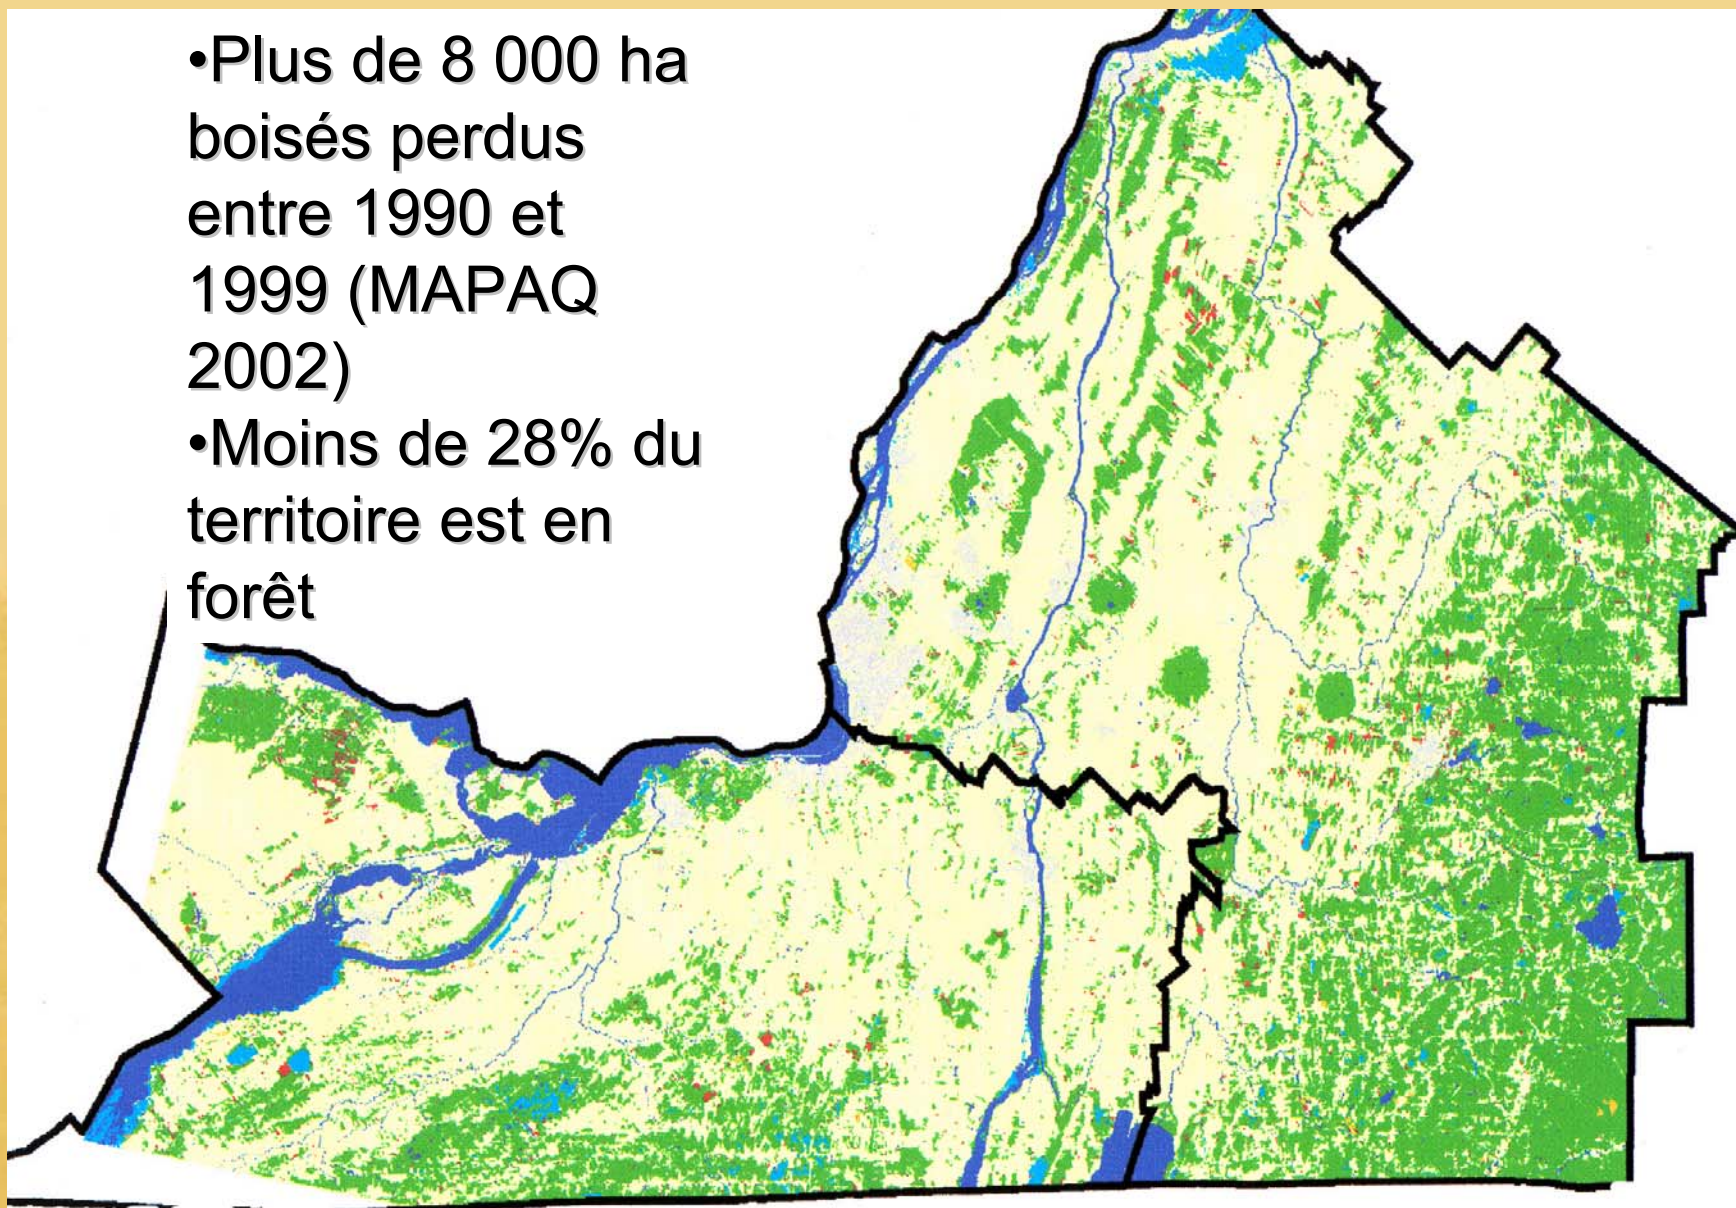 •Plus de 8 000 ha
boisés perdus
entre 1990 et
1999 (MAPAQ
2002)
•Moins de 28% du
territoire est en
forêt